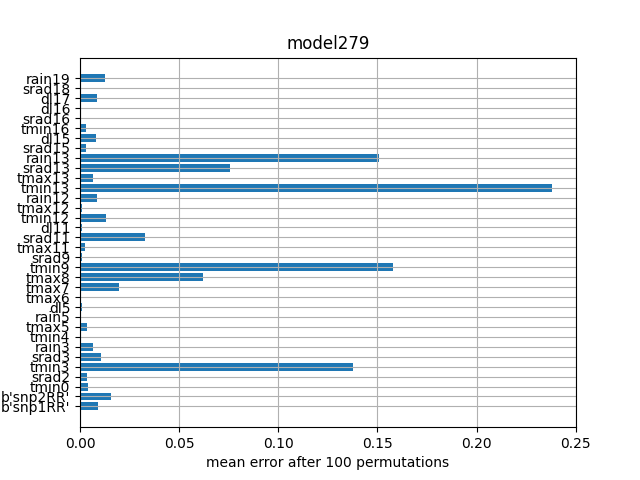 model279
rain19
srad18
dl17
dl16
srad16
tmin16
dl15
srad15
rain13
srad13
tmax13
tmin13
rain12
tmax12
tmin12
dl11
srad11
tmax11
srad9
tmin9
tmax8
tmax7
tmax6
dl5
rain5
tmax5
tmin4
rain3
srad3
tmin3
srad2
tmin0
b'snp2RR'
b'snp1RR'
0.00 0.05 0.10 0.15 0.20 0.25
mean error after 100 permutations